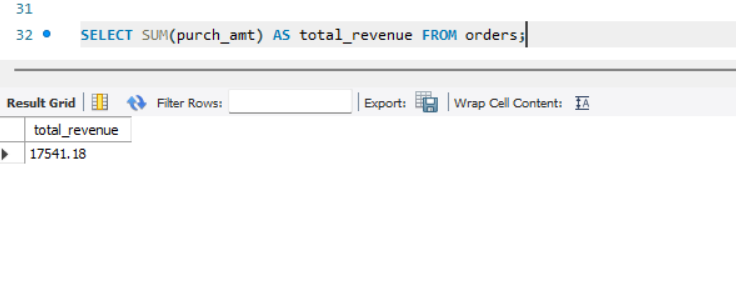 31
32 SELECT SUM(purch_amt) AS total_revenue FROM orders;
Result Grid Filter Rows: Export: Wrap Cell Content: IA
total_revenue
17541.18